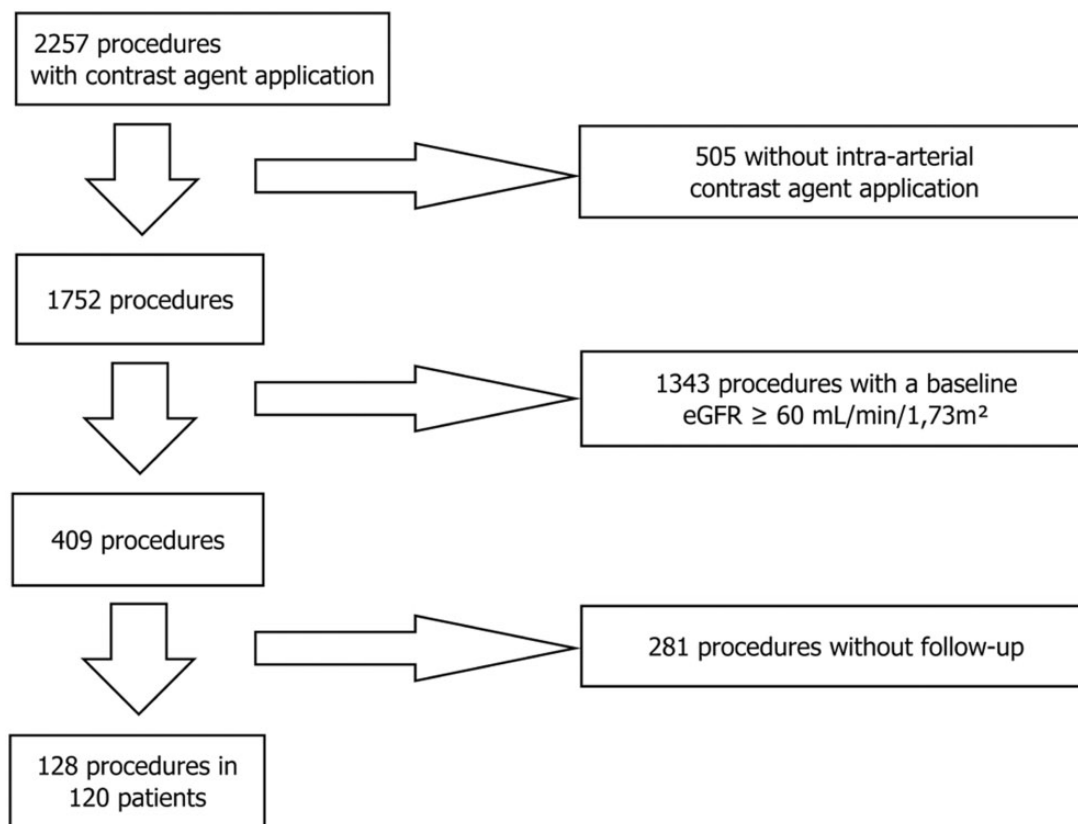 2257 procedures
with contrast agent application
505 without intra-arterial
contrast agent application
1752 procedures
1343 procedures with a baseline
eGFR ≥ 60 mL/min/1,73m²
409 procedures
281 procedures without follow-up
128 procedures in
120 patients